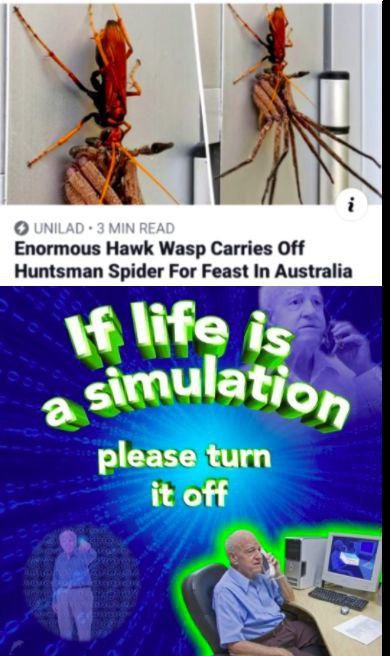 i
UNILAD • 3 MIN READ
Enormous Hawk Wasp Carries Off
Huntsman Spider For Feast In Australia
If life is
a simulation
please turn
it off